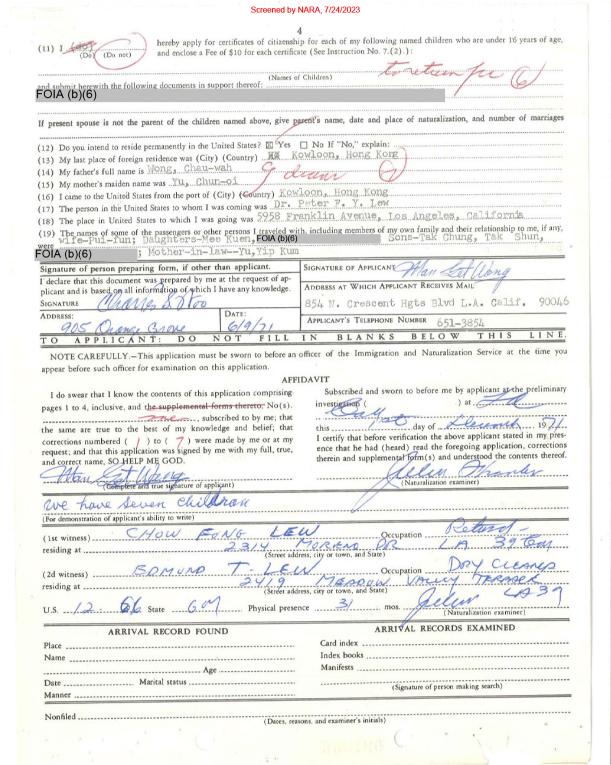 Screened by NARA, 7/24/2023
4
(11) I (do) (Do) (Do not) hereby apply for certificates of citizenship for each of my following named children who are under 16 years of age,
and enclose a Fee of $10 for each certificate (See Instruction No. 7.(2).:
to return fee 6
(Names of Children)
and submit herewith the following documents in support thereof:
FOIA (b)(6)
If present spouse is not the parent of the children named above, give parent's name, date and place of naturalization, and number of marriages
(12) Do you intend to reside permanently in the United States? ☒ Yes ☐ No If "No," explain:
(13) My last place of foreign residence was (City) (Country) Kowloon, Hong Kong
(14) My father's full name is Wong, Chau-wah
(15) My mother's maiden name was Yu, Chun-oi
(16) I came to the United States from the port of (City) (Country) Kowloon, Hong Kong
(17) The person in the United States to whom I was coming was Dr. Peter P. Y. Lew
(18) The place in the United States to which I was going was 5958 Franklin Avenue, Los Angeles, California
(19) The names of some of the passengers or other persons I traveled with, including members of my own family and their relationship to me, if any,
were wife-Pui-fun; Daughters-Mee Kuen, FOIA (b)(6) Sons-Tak Chung, Tak Shun,
FOIA (b)(6) ; Mother-in-law--Yu, Yip Kum
Signature of person preparing form, if other than applicant.
I declare that this document was prepared by me at the request of ap-
plicant and is based on all information of which I have any knowledge.
SIGNATURE
ADDRESS: DATE:
905 Orange Grove 6/9/71
SIGNATURE OF APPLICANT Man Sat Wong
ADDRESS AT WHICH APPLICANT RECEIVES MAIL
854 N. Crescent Hgts Blvd L.A. Calif. 90046
APPLICANT'S TELEPHONE NUMBER 651-3854
TO APPLICANT: DO NOT FILL IN BLANKS BELOW THIS LINE.
NOTE CAREFULLY.—This application must be sworn to before an officer of the Immigration and Naturalization Service at the time you
appear before such officer for examination on this application.
AFFIDAVIT
I do swear that I know the contents of this application comprising
pages 1 to 4, inclusive, and the supplemental forms thereto, No(s).
, subscribed to by me; that
the same are true to the best of my knowledge and belief; that
corrections numbered ( 1 ) to ( 7 ) were made by me or at my
request; and that this application was signed by me with my full, true,
and correct name, SO HELP ME GOD.
Man Sat Wong
(Complete and true signature of applicant)
Subscribed and sworn to before me by applicant at the preliminary
investigation ( ) at LA
this day of December, 1971
I certify that before verification the above applicant stated in my pres-
ence that he had (heard) read the foregoing application, corrections
therein and supplemental form(s) and understood the contents thereof.
(Naturalization examiner)
We have seven children
(For demonstration of applicant's ability to write)
(1st witness) CHOW FONG LEW Occupation Retired
residing at 2314 MORENO DR LA 39
(Street address, city or town, and State)
(2d witness) EDMUND T. LEW Occupation DRY CLEANER
residing at 2419 MEADOW VALLEY TERRACE LA 39
(Street address, city or town, and State)
U.S. 12. 66 State 6M Physical presence 31 mos.
(Naturalization examiner)
ARRIVAL RECORD FOUND
Place
Name
Age
Date Marital status
Manner
ARRIVAL RECORDS EXAMINED
Card index
Index books
Manifests
(Signature of person making search)
Nonfiled
(Dates, reasons, and examiner's initials)